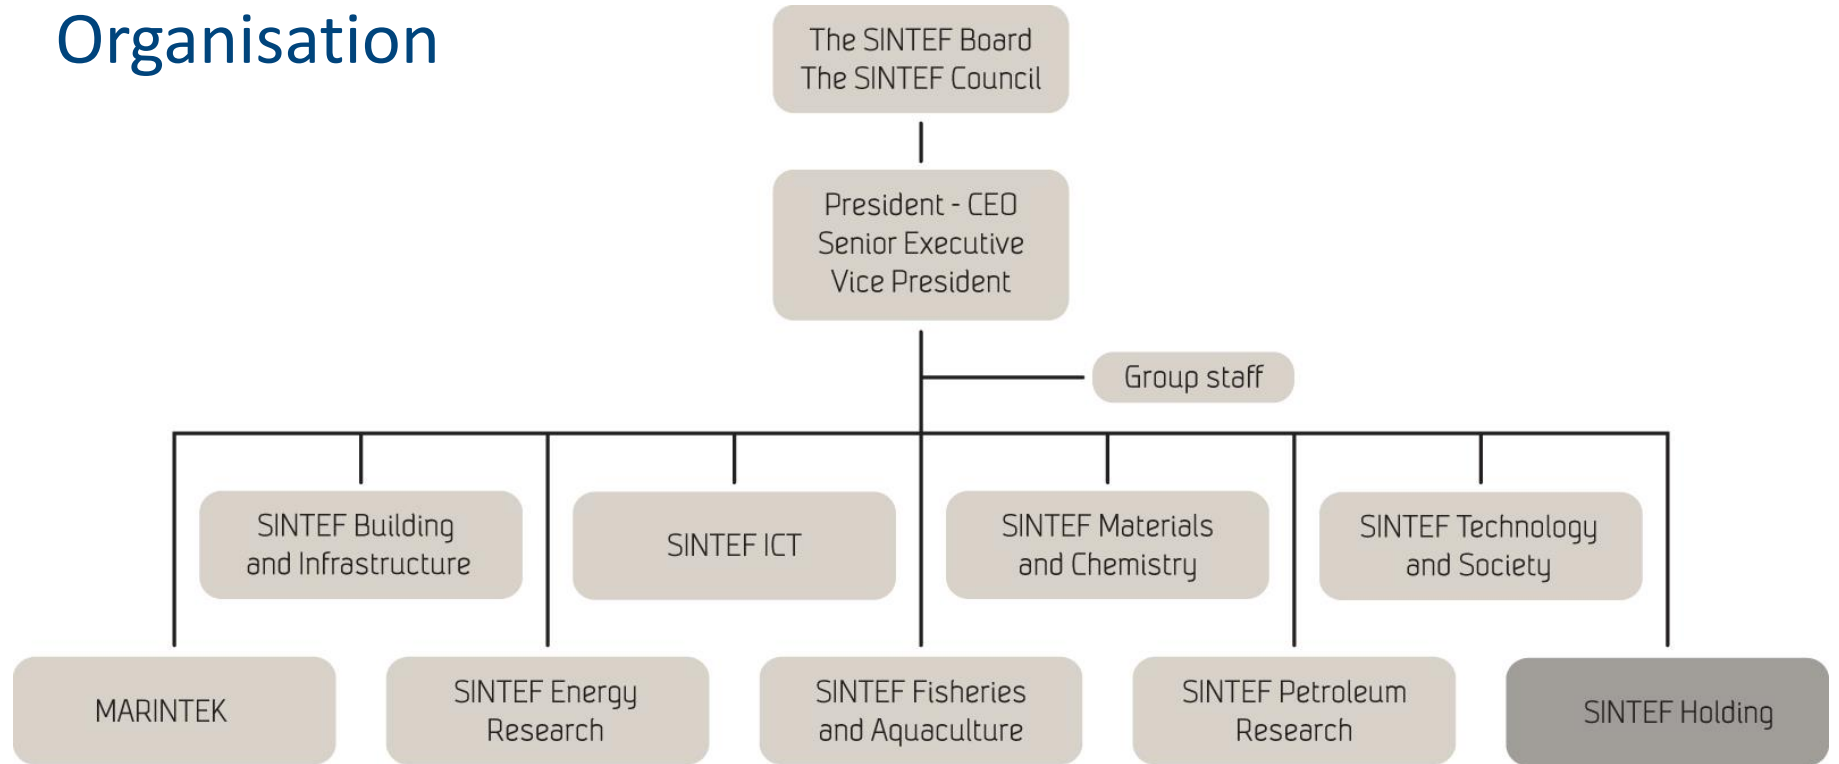 Organisation
The SINTEF Board
The SINTEF Council
President - CEO
Senior Executive
Vice President
Group staff
SINTEF Building
and Infrastructure
SINTEF ICT
SINTEF Materials
and Chemistry
SINTEF Technology
and Society
MARINTEK
SINTEF Energy
Research
SINTEF Fisheries
and Aquaculture
SINTEF Petroleum
Research
SINTEF Holding